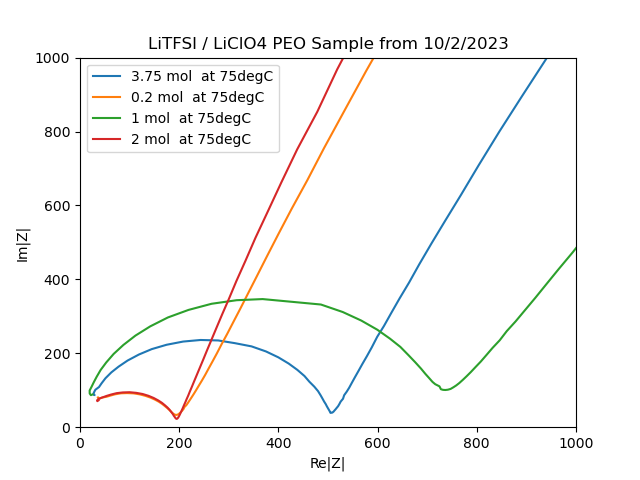 LiTFSI / LiClO4 PEO Sample from 10/2/2023
1000
800
600
400
200
0
Im|Z|
3.75 mol  at 75degC
0.2 mol  at 75degC
1 mol  at 75degC
2 mol  at 75degC
0 200 400 600 800 1000
Re|Z|